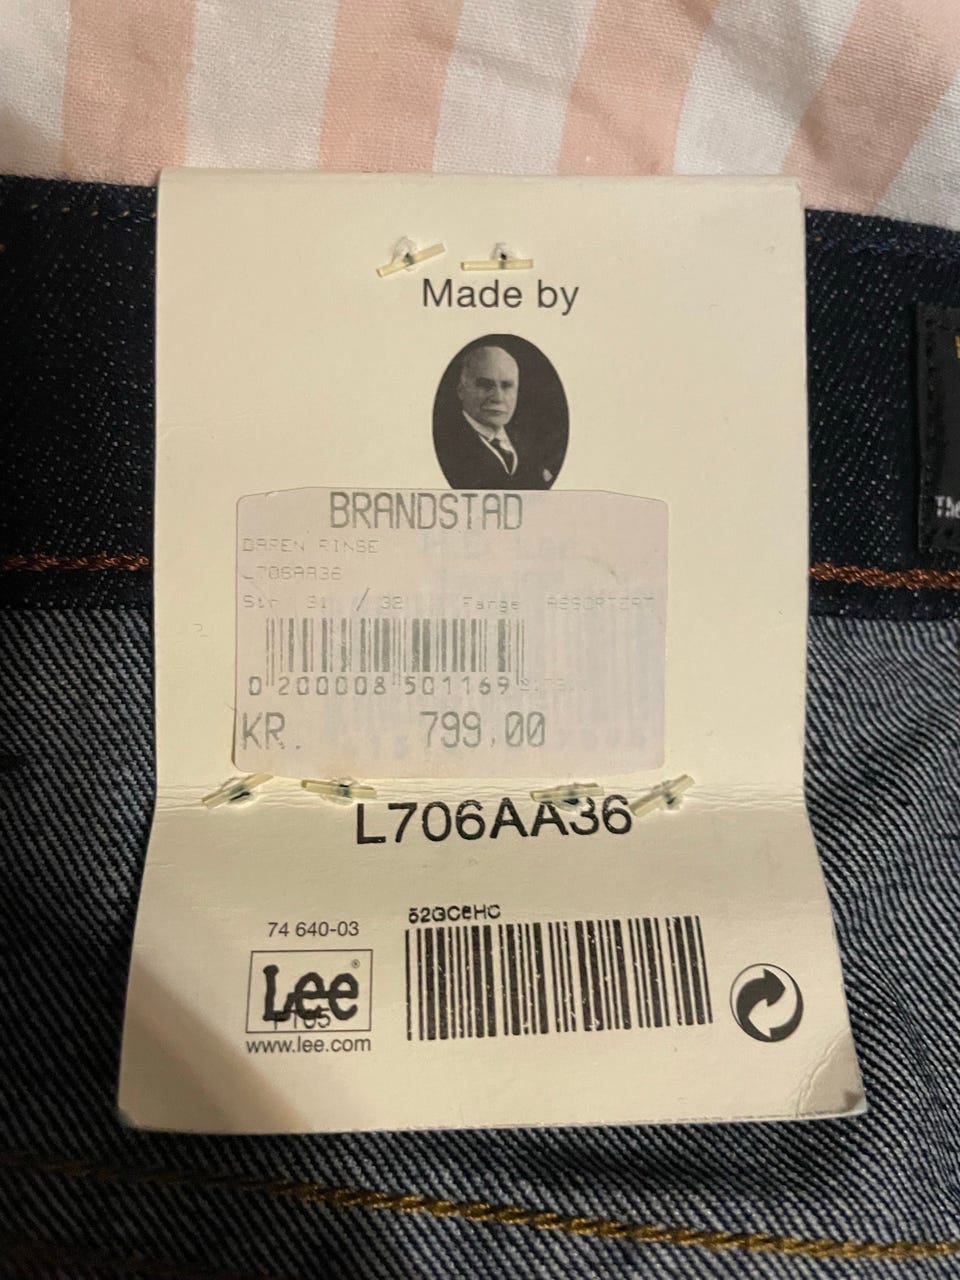 Made by
BRANDSTAD
DAREN RINSE
L706AA36
Str 31 / 32 Farge ASSORTERT
0 200008 501169
KR. 799,00
L706AA36
74 640-03
Lee®
www.lee.com
The